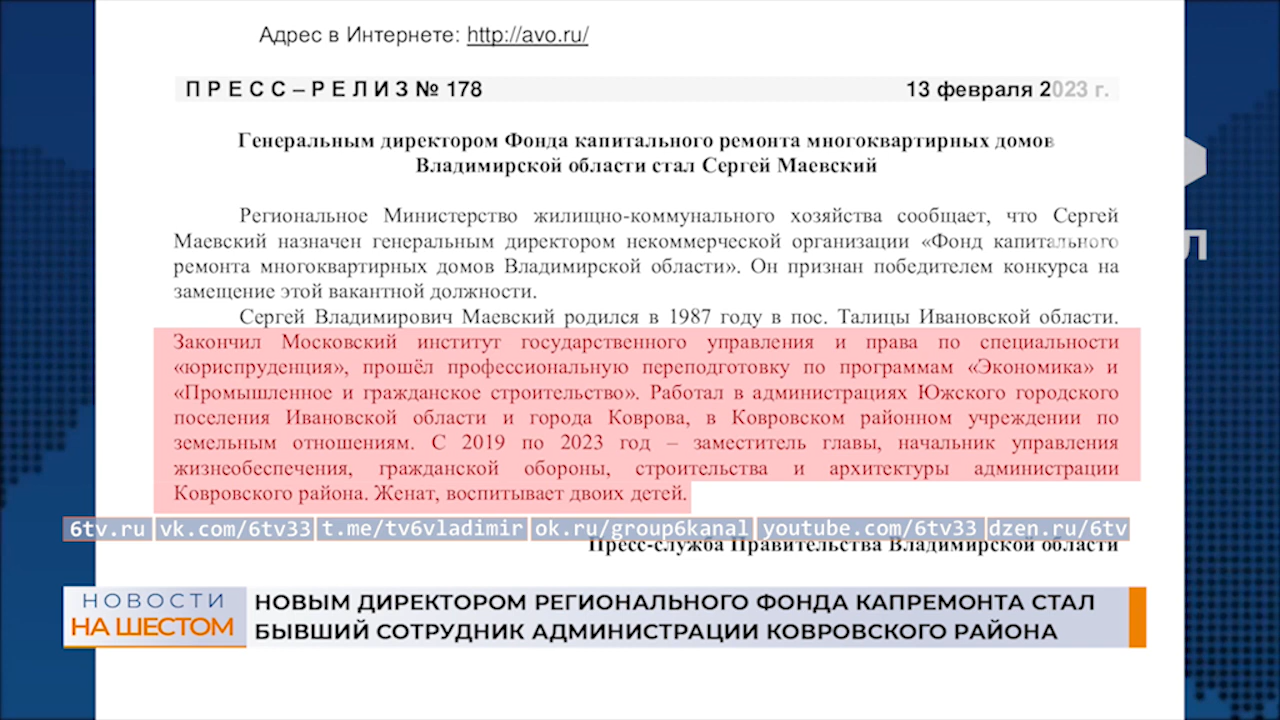 Адрес в Интернете: http://avo.ru/
ПРЕСС–РЕЛИЗ № 178 13 февраля 2023 г.
Генеральным директором Фонда капитального ремонта многоквартирных домов
Владимирской области стал Сергей Маевский
Региональное Министерство жилищно-коммунального хозяйства сообщает, что Сергей
Маевский назначен генеральным директором некоммерческой организации «Фонд капитального
ремонта многоквартирных домов Владимирской области». Он признан победителем конкурса на
замещение этой вакантной должности.
Сергей Владимирович Маевский родился в 1987 году в пос. Талицы Ивановской области.
Закончил Московский институт государственного управления и права по специальности
«юриспруденция», прошёл профессиональную переподготовку по программам «Экономика» и
«Промышленное и гражданское строительство». Работал в администрациях Южского городского
поселения Ивановской области и города Коврова, в Ковровском районном учреждении по
земельным отношениям. С 2019 по 2023 год – заместитель главы, начальник управления
жизнеобеспечения, гражданской обороны, строительства и архитектуры администрации
Ковровского района. Женат, воспитывает двоих детей.
6tv.ru vk.com/6tv33 t.me/tv6vladimir ok.ru/group6kanal youtube.com/6tv33 dzen.ru/6tv
Пресс-служба Правительства Владимирской области
НОВОСТИ
НА ШЕСТОМ
НОВЫМ ДИРЕКТОРОМ РЕГИОНАЛЬНОГО ФОНДА КАПРЕМОНТА СТАЛ
БЫВШИЙ СОТРУДНИК АДМИНИСТРАЦИИ КОВРОВСКОГО РАЙОНА